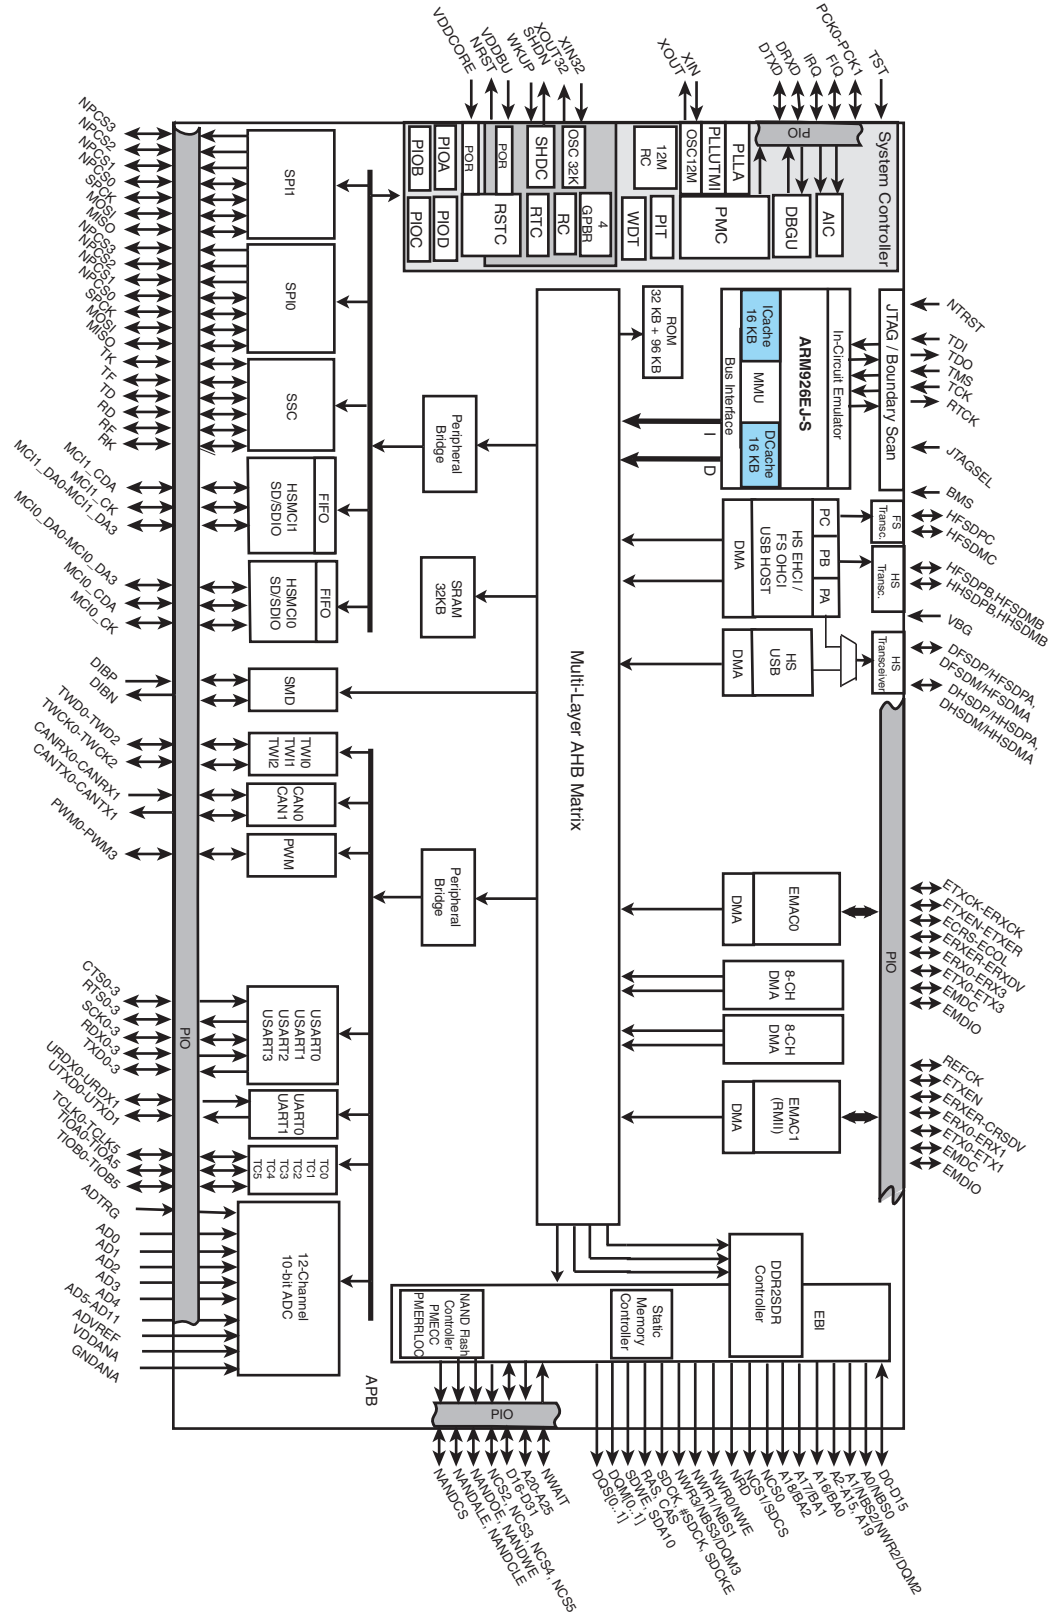 System Controller
TST
PCK0-PCK1
FIQ
IRQ
DRXD
DTXD
PIO
AIC
DBGU
PLLA
PLLUTMI
OSC12M
PMC
XIN
XOUT
12M
RC
PIT
WDT
XIN32
XOUT32
SHDN
WKUP
VDDBU
NRST
VDDCORE
OSC 32K
SHDC
POR
POR
4
GPBR
RC
RTC
RSTC
PIOA
PIOB
PIOD
PIOC
NTRST
TDI
TDO
TMS
TCK
RTCK
JTAGSEL
JTAG / Boundary Scan
In-Circuit Emulator
ARM926EJ-S
ICache
16 KB
MMU
DCache
16 KB
Bus Interface
I
D
ROM
32 KB + 96 KB
BMS
HFSDPC
HFSDMC
HFSDPB,HFSDMB
HHSDPB,HHSDMB
VBG
DFSDP/HFSDPA,
DFSDM/HFSDMA
DHSDP/HHSDPA,
DHSDM/HHSDMA
FS
Transc.
HS
Transc.
HS
Transceiver
PC
PB
PA
HS EHCI /
FS OHCI
USB HOST
DMA
HS
USB
DMA
PIO
ETXCK-ERXCK
ETXEN-ETXER
ECRS-ECOL
ERXER-ERXDV
ERX0-ERX3
ETX0-ETX3
EMDC
EMDIO
REFCK
ETXEN
ERXER-CRSDV
ERX0-ERX1
ETX0-ETX1
EMDC
EMDIO
EMAC0
DMA
8-CH
DMA
8-CH
DMA
EMAC1
(RMII)
DMA
Multi-Layer AHB Matrix
Peripheral
Bridge
SRAM
32KB
Peripheral
Bridge
SPI1
SPI0
SSC
FIFO
HSMCI1
SD/SDIO
FIFO
HSMCI0
SD/SDIO
SMD
TWI0
TWI1
TWI2
CAN0
CAN1
PWM
USART0
USART1
USART2
USART3
UART0
UART1
TC0
TC1
TC2
TC3
TC4
TC5
12-Channel
10-bit ADC
APB
PIO
NPCS3
NPCS2
NPCS1
NPCS0
SPCK
MOSI
MISO
NPCS3
NPCS2
NPCS1
NPCS0
SPCK
MOSI
MISO
TK
TF
TD
RD
RF
RK
MCI1_CDA
MCI1_CK
MCI1_DA0-MCI1_DA3
MCI0_DA0-MCI0_DA3
MCI0_CDA
MCI0_CK
DIBP
DIBN
TWD0-TWD2
TWCK0-TWCK2
CANRX0-CANRX1
CANTX0-CANTX1
PWM0-PWM3
CTS0-3
RTS0-3
SCK0-3
RDX0-3
TXD0-3
URDX0-URDX1
UTXD0-UTXD1
TCLK0-TCLK5
TIOA0-TIOA5
TIOB0-TIOB5
ADTRG
AD0
AD1
AD2
AD3
AD4
AD5-AD11
ADVREF
VDDANA
GNDANA
EBI
DDR2SDR
Controller
Static
Memory
Controller
NAND Flash
Controller
PMECC
PMERRLOC
PIO
D0-D15
A0/NBS0
A1/NBS2/NWR2/DQM2
A2-A15, A19
A16/BA0
A17/BA1
A18/BA2
NCS0
NCS1/SDCS
NRD
NWR0/NWE
NWR1/NBS1
NWR3/NBS3/DQM3
SDCK, #SDCK, SDCKE
RAS, CAS
SDWE, SDA10
DQM[0..1]
DQS[0..1]
NWAIT
A20-A25
D16-D31
NCS2, NCS3, NCS4, NCS5
NANDOE, NANDWE
NANDALE, NANDCLE
NANDCS